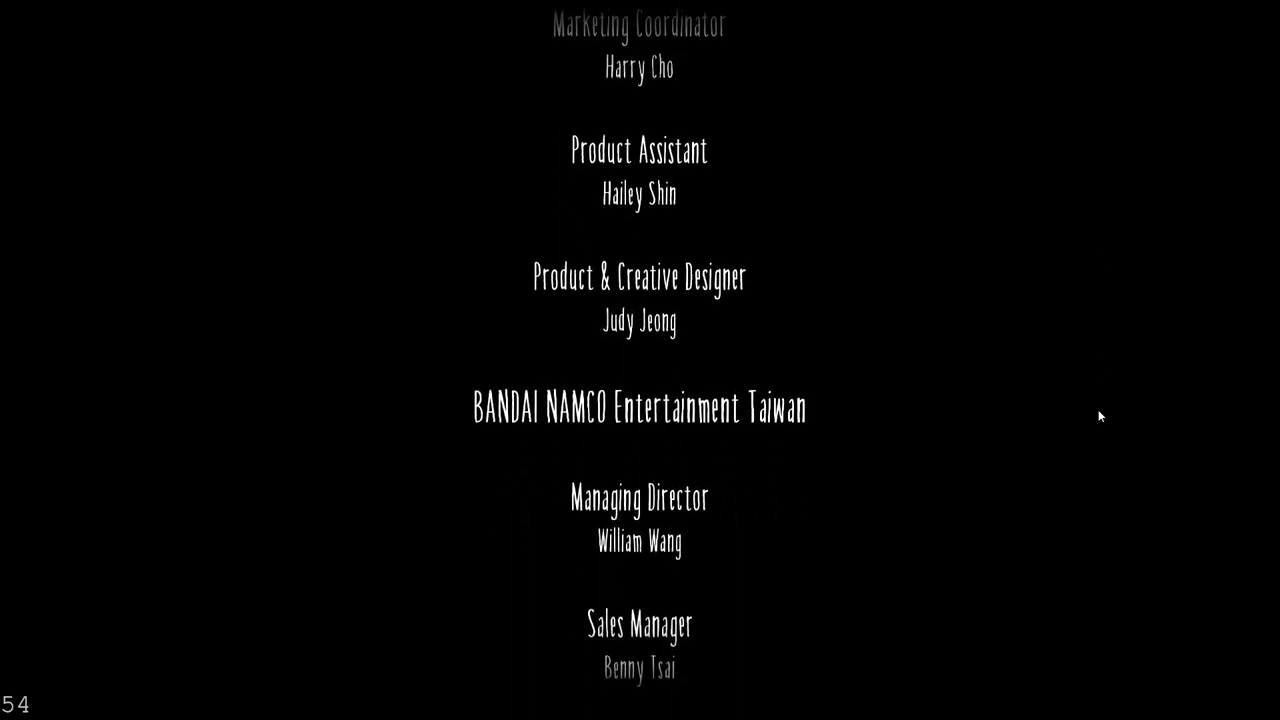 Marketing Coordinator
Harry Cho
Product Assistant
Hailey Shin
Product & Creative Designer
Judy Jeong
BANDAI NAMCO Entertainment Taiwan
Managing Director
William Wang
Sales Manager
Benny Tsai
54